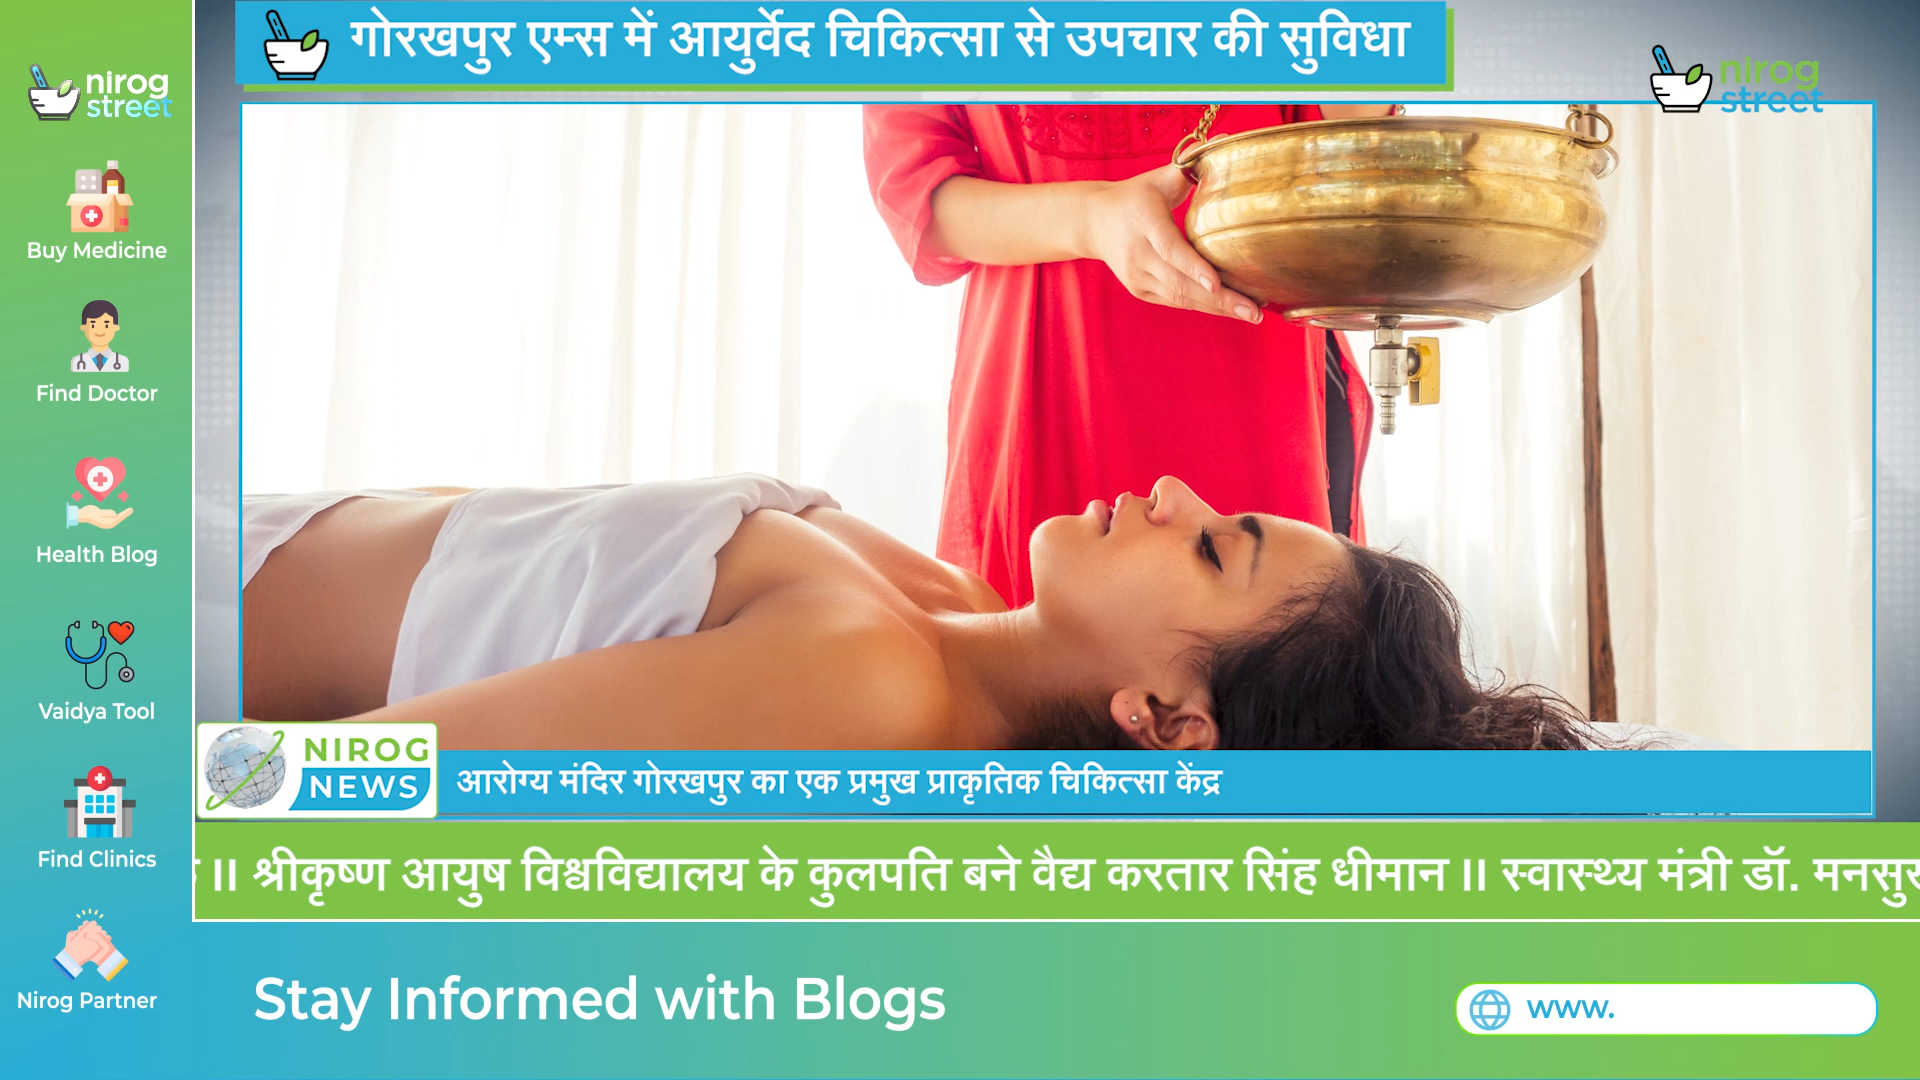 nirog
street
Buy Medicine
Find Doctor
Health Blog
Vaidya Tool
Find Clinics
Nirog Partner
गोरखपुर एम्स में आयुर्वेद चिकित्सा से उपचार की सुविधा
nirog
street
NIROG
NEWS
आरोग्य मंदिर गोरखपुर का एक प्रमुख प्राकृतिक चिकित्सा केंद्र
॥ श्रीकृष्ण आयुष विश्वविद्यालय के कुलपति बने वैद्य करतार सिंह धीमान ॥ स्वास्थ्य मंत्री डॉ.
Stay Informed with Blogs
www.